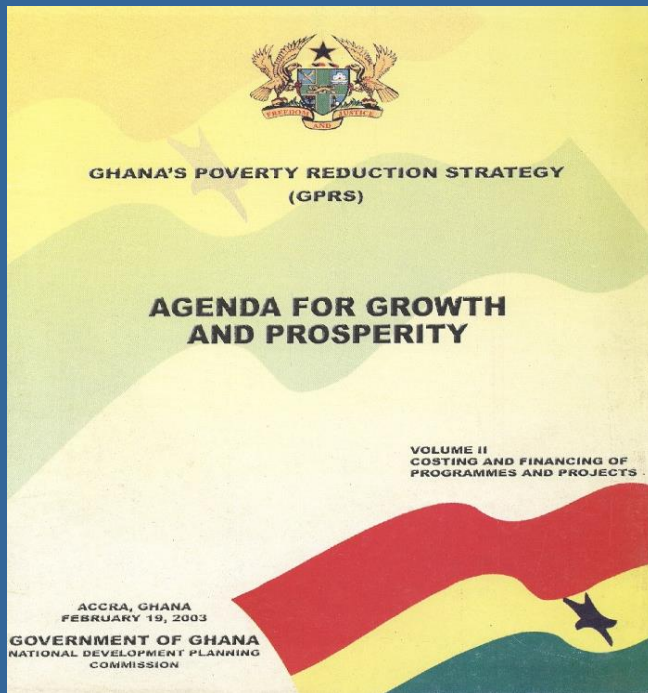 FREEDOM AND JUSTICE
GHANA'S POVERTY REDUCTION STRATEGY
(GPRS)
AGENDA FOR GROWTH
AND PROSPERITY
VOLUME II
COSTING AND FINANCING OF
PROGRAMMES AND PROJECTS
ACCRA, GHANA
FEBRUARY 19, 2003
GOVERNMENT OF GHANA
NATIONAL DEVELOPMENT PLANNING
COMMISSION